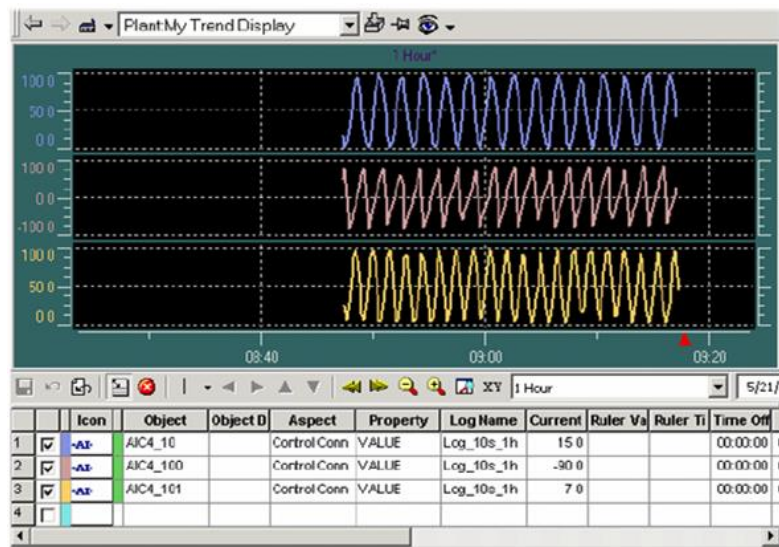 Plant:My Trend Display
1 Hour*
100 0
50 0
0 0
100 0
0 0
-100 0
100 0
50 0
0 0
08:40 09:00 09:20
XY 1 Hour 5/21/
Icon Object Object D Aspect Property Log Name Current Ruler Va Ruler Ti Time Off
1 -AI- AIC4_10 Control Conn VALUE Log_10s_1h 15 0 00:00:00
2 -AI- AIC4_100 Control Conn VALUE Log_10s_1h -90 0 00:00:00
3 -AI- AIC4_101 Control Conn VALUE Log_10s_1h 7 0 00:00:00
4